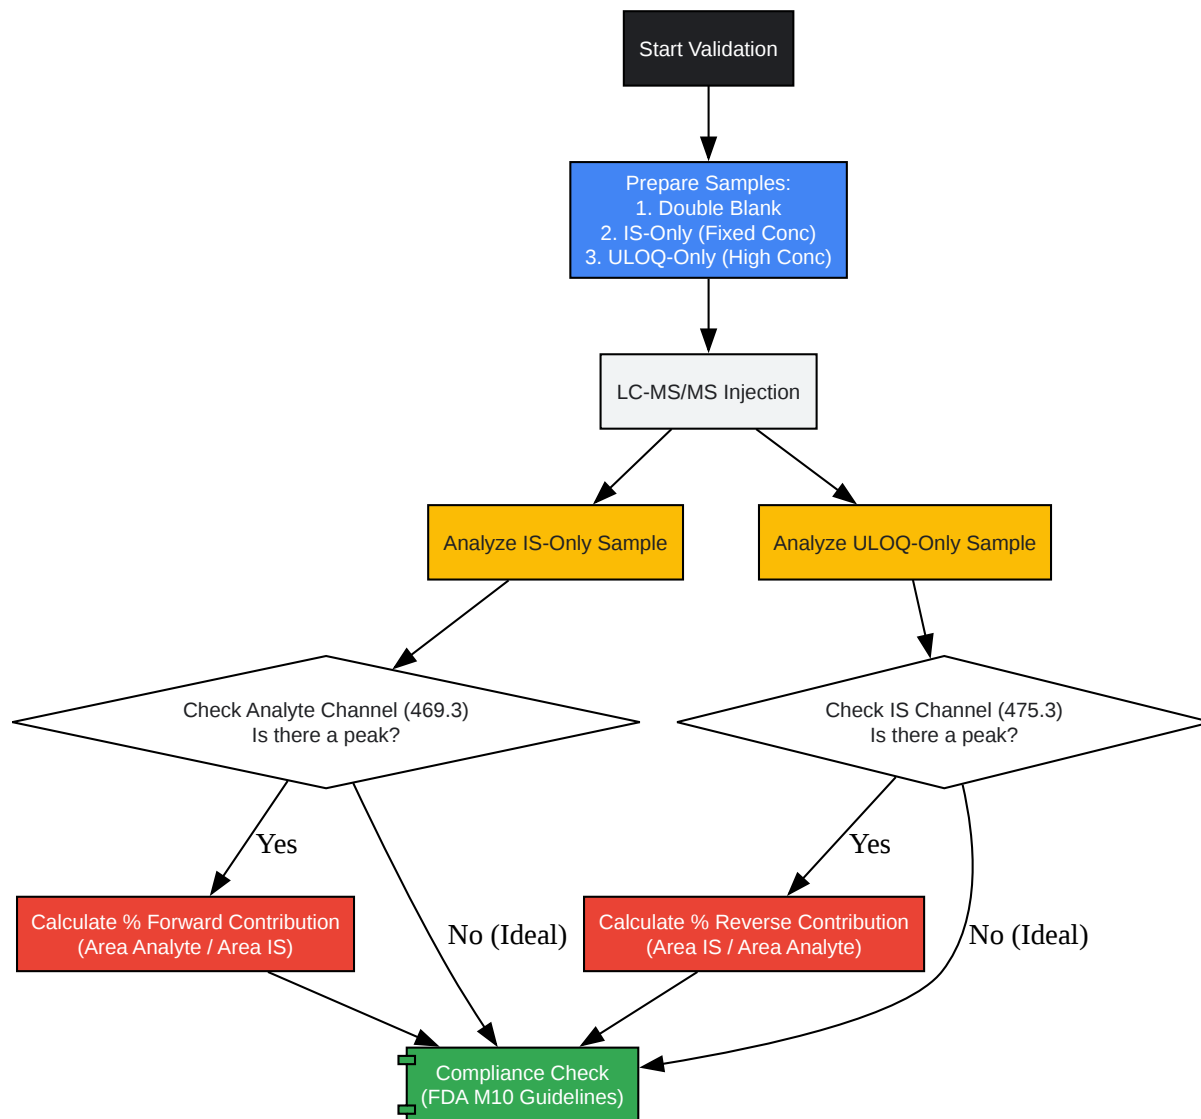 Start Validation
Prepare Samples:
1. Double Blank
2. IS-Only (Fixed Conc)
3. ULOQ-Only (High Conc)
LC-MS/MS Injection
Analyze IS-Only Sample
Analyze ULOQ-Only Sample
Check Analyte Channel (469.3)
Is there a peak?
Check IS Channel (475.3)
Is there a peak?
Yes
Yes
Calculate % Forward Contribution
(Area Analyte / Area IS)
No (Ideal)
Calculate % Reverse Contribution
(Area IS / Area Analyte)
No (Ideal)
Compliance Check
(FDA M10 Guidelines)